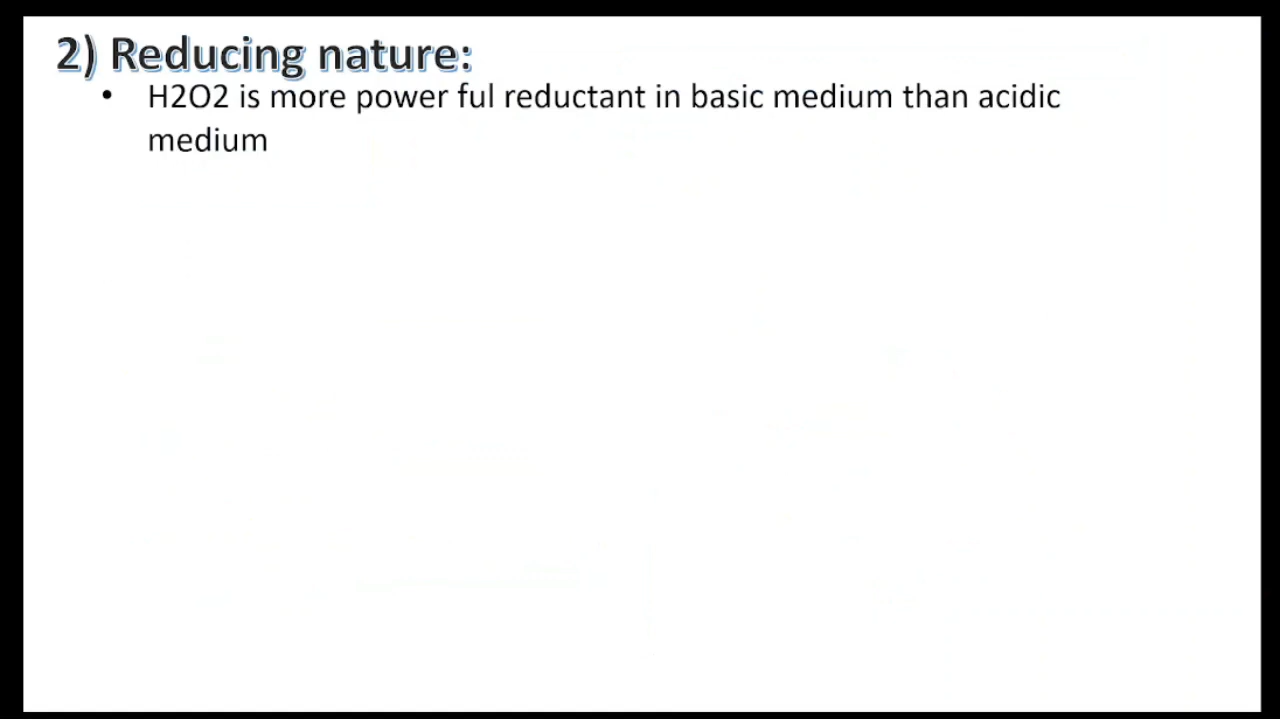 2) Reducing nature:
• H2O2 is more power ful reductant in basic medium than acidic
medium